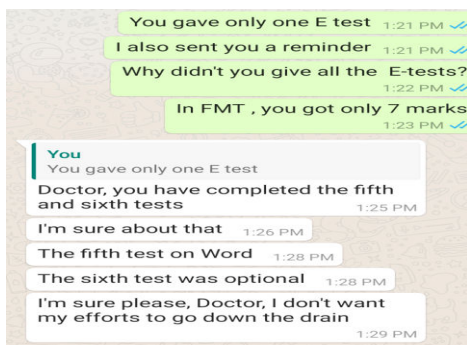 You gave only one E test 1:21 PM
I also sent you a reminder 1:21 PM
Why didn't you give all the E-tests?
1:22 PM
In FMT , you got only 7 marks
1:23 PM
You
You gave only one E test
Doctor, you have completed the fifth
and sixth tests
1:25 PM
I'm sure about that 1:26 PM
The fifth test on Word 1:28 PM
The sixth test was optional 1:28 PM
I'm sure please, Doctor, I don't want
my efforts to go down the drain
1:29 PM